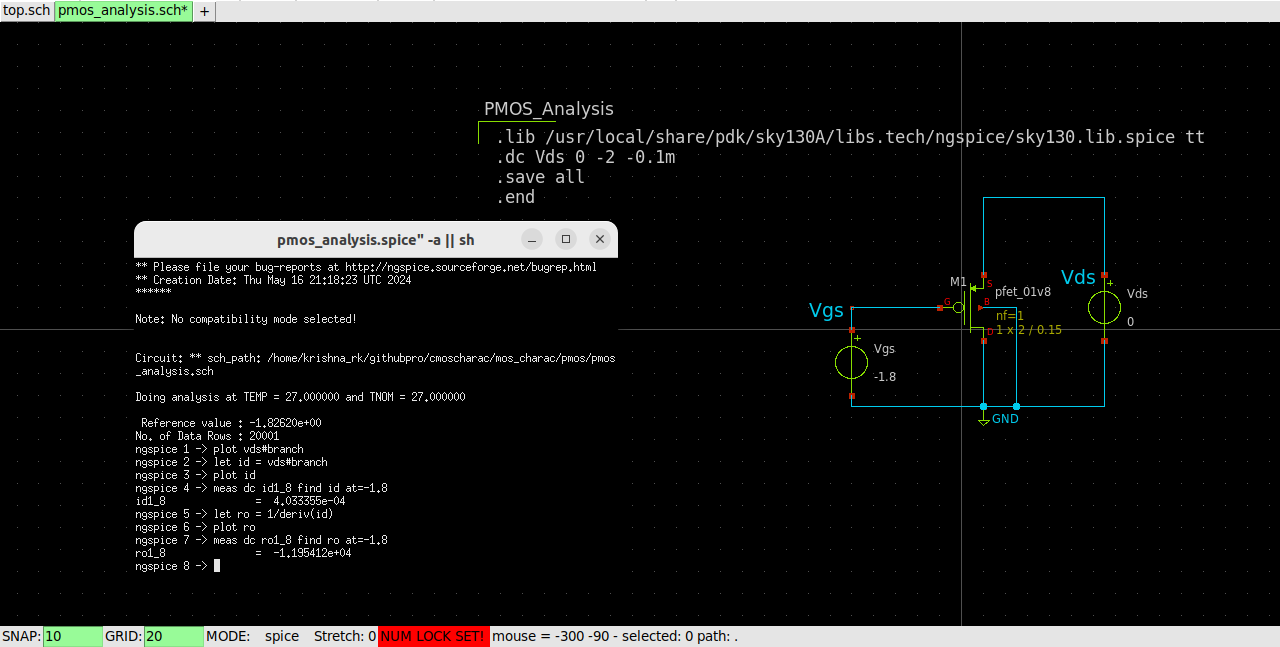 top.sch pmos_analysis.sch* +
PMOS_Analysis
.lib /usr/local/share/pdk/sky130A/libs.tech/ngspice/sky130.lib.spice tt
.dc Vds 0 -2 -0.1m
.save all
.end
pmos_analysis.spice" -a || sh
** Please file your bug-reports at http://ngspice.sourceforge.net/bugrep.html
** Creation Date: Thu May 16 21:18:23 UTC 2024
******
Note: No compatibility mode selected!
Circuit: ** sch_path: /home/krishna_rk/githubpro/cmoscharac/mos_charac/pmos/pmos
_analysis.sch
Doing analysis at TEMP = 27.000000 and TNOM = 27.000000
Reference value : -1.82620e+00
No. of Data Rows : 20001
ngspice 1 -> plot vds#branch
ngspice 2 -> let id = vds#branch
ngspice 3 -> plot id
ngspice 4 -> meas dc id1_8 find id at=-1.8
id1_8 = 4.033355e-04
ngspice 5 -> let ro = 1/deriv(id)
ngspice 6 -> plot ro
ngspice 7 -> meas dc ro1_8 find ro at=-1.8
ro1_8 = -1.195412e+04
ngspice 8 ->
Vgs
Vgs
-1.8
M1
G
S
B
D
pfet_01v8
nf=1
1 x 2 / 0.15
Vds
Vds
0
GND
SNAP: 10 GRID: 20 MODE: spice Stretch: 0 NUM LOCK SET! mouse = -300 -90 - selected: 0 path: .